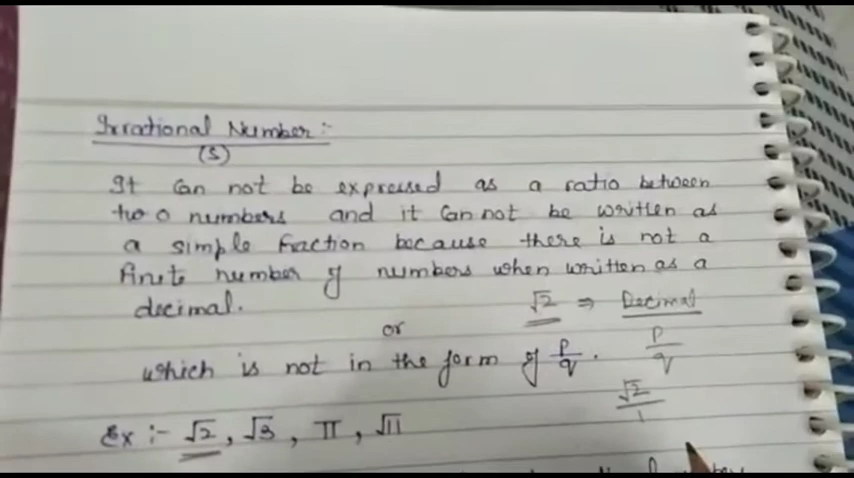 Irrational Number :-
(S)
It can not be expressed as a ratio between
two numbers and it can not be written as
a simple fraction because there is not a
finite number of numbers when written as a
decimal.
√2 ⇒ Decimal
or
which is not in the form of p/q.
p/q
√2/1
Ex :- √2, √3, π, √11